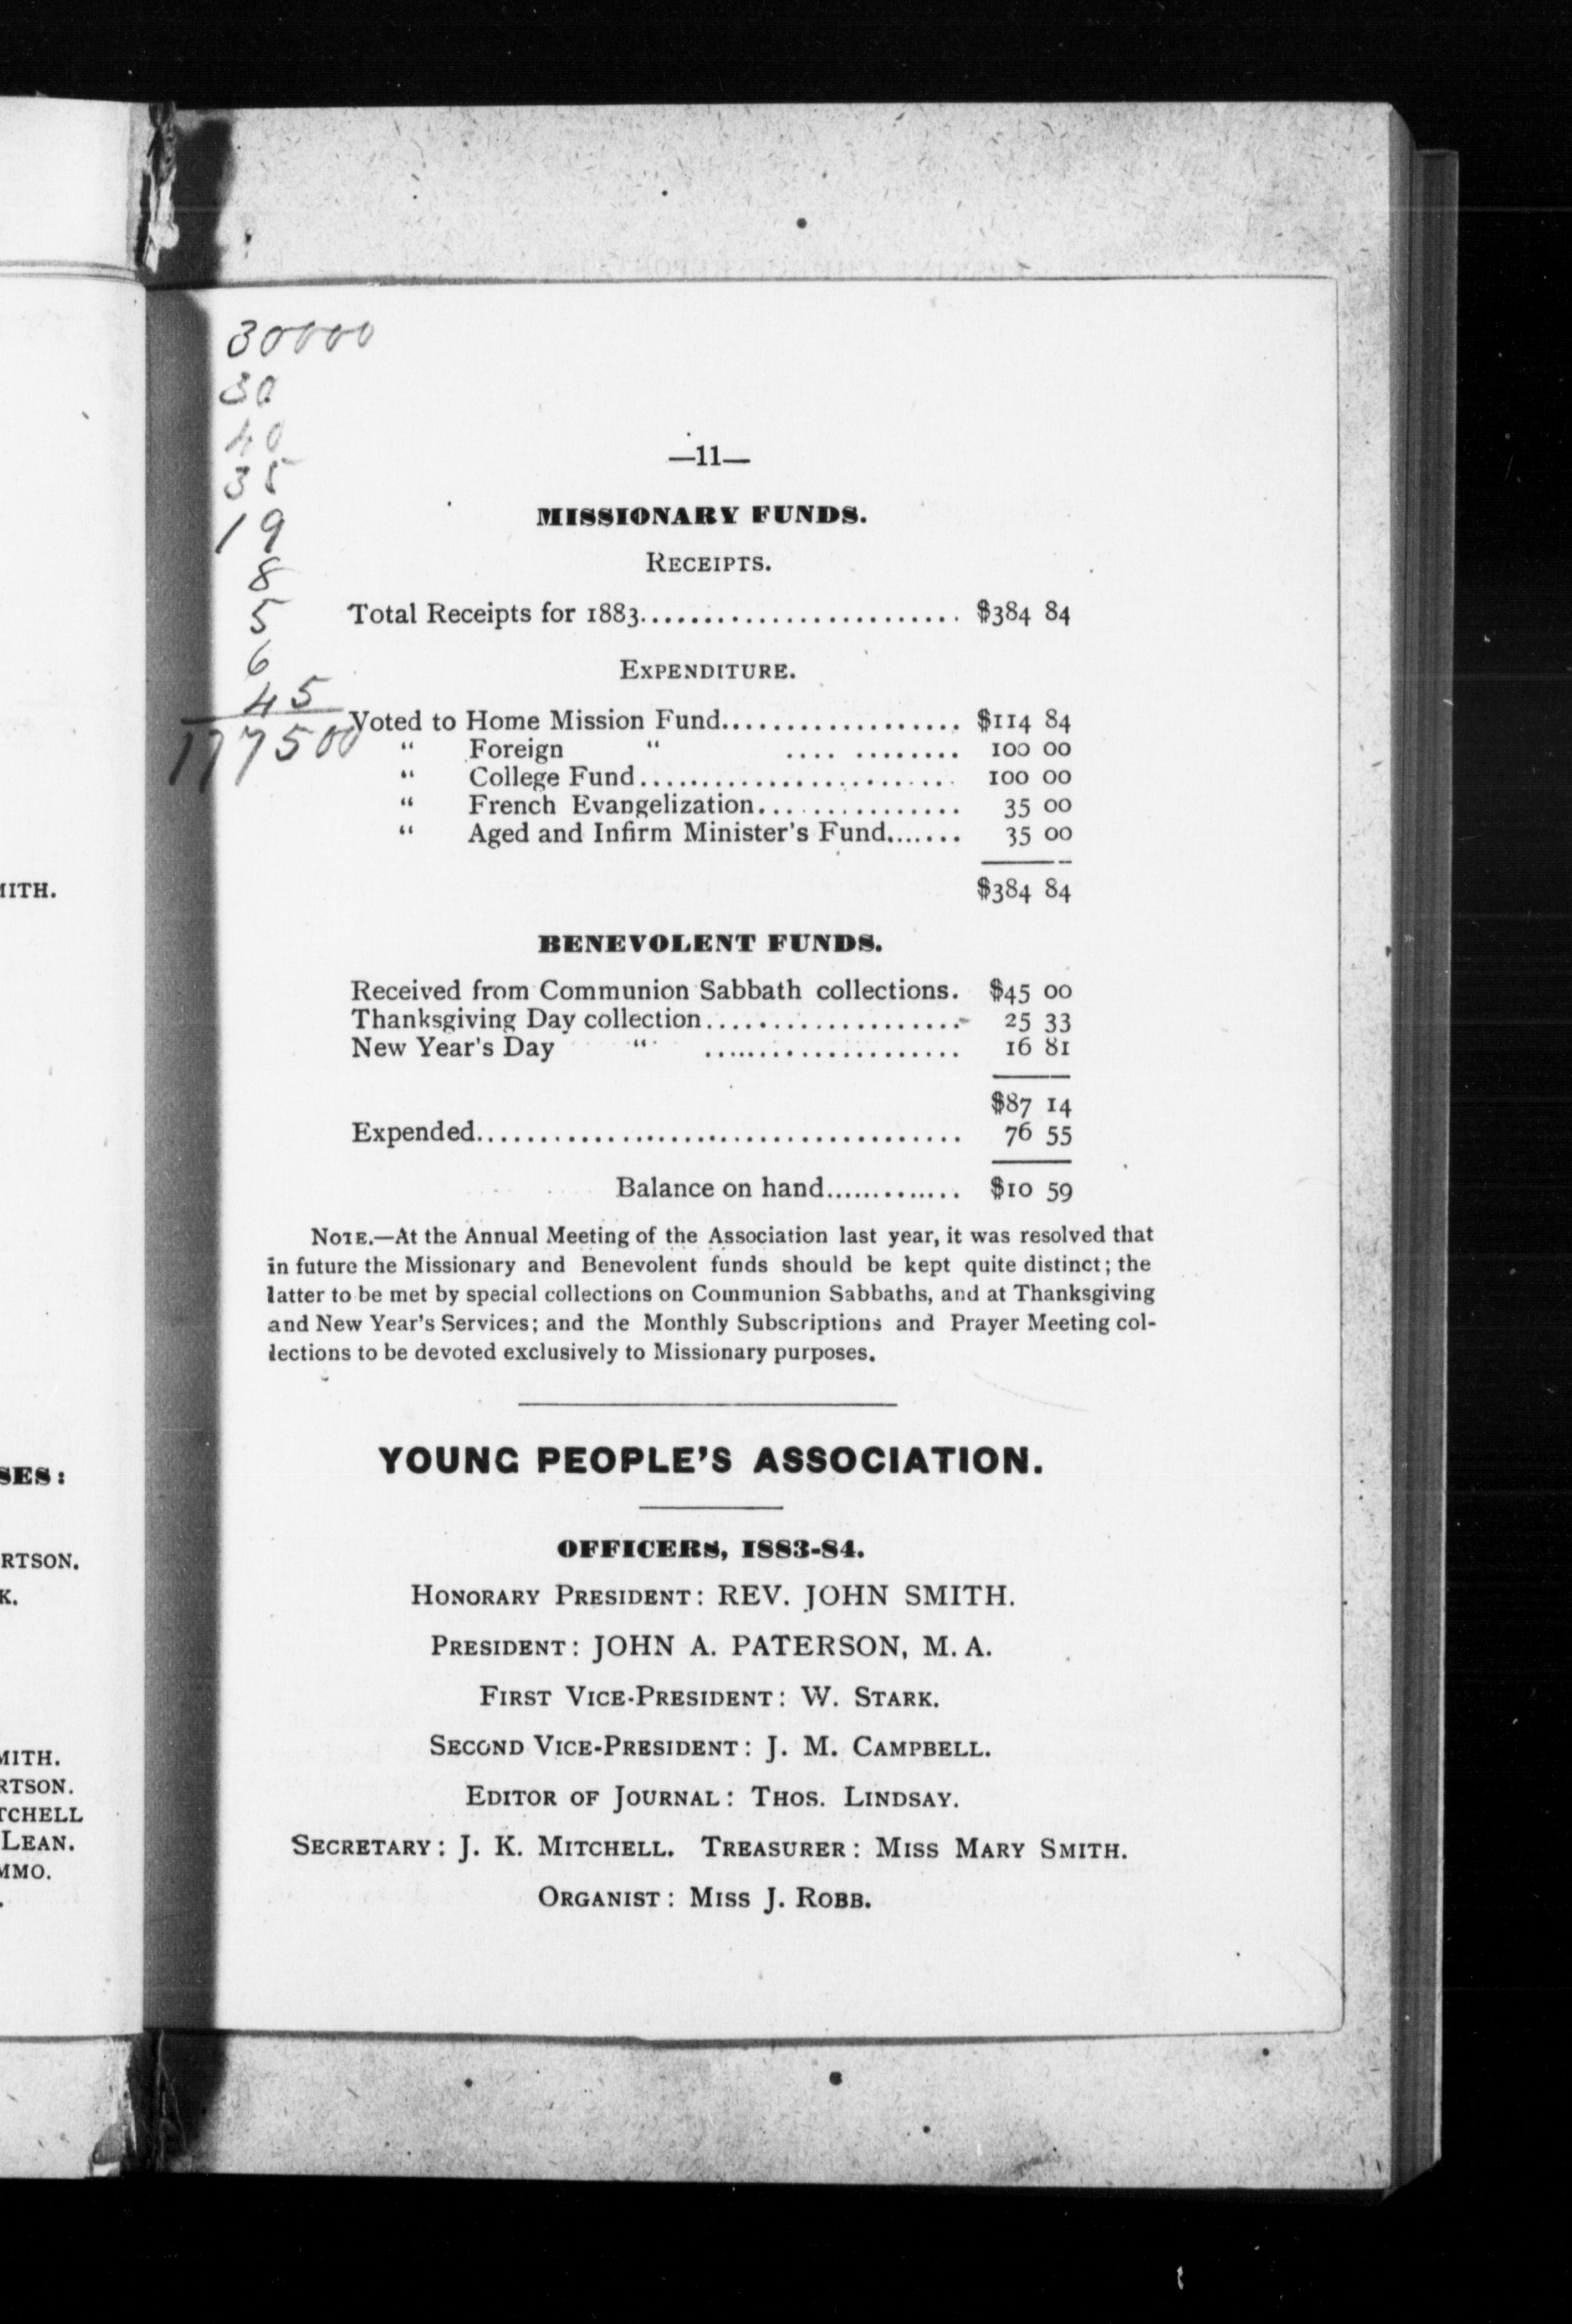 30000
30
40
35
19
8
5
6
45
177500
—11—
MISSIONARY FUNDS.
RECEIPTS.
Total Receipts for 1883......................... $384 84
EXPENDITURE.
Voted to Home Mission Fund................... $114 84
" Foreign " .... ........ 100 00
" College Fund......................... 100 00
" French Evangelization................ 35 00
" Aged and Infirm Minister's Fund....... 35 00
$384 84
BENEVOLENT FUNDS.
Received from Communion Sabbath collections. $45 00
Thanksgiving Day collection.................... 25 33
New Year's Day " .................... 16 81
$87 14
Expended...................................... 76 55
Balance on hand............. $10 59
NOTE.—At the Annual Meeting of the Association last year, it was resolved that
in future the Missionary and Benevolent funds should be kept quite distinct; the
latter to be met by special collections on Communion Sabbaths, and at Thanksgiving
and New Year's Services; and the Monthly Subscriptions and Prayer Meeting col-
lections to be devoted exclusively to Missionary purposes.
YOUNG PEOPLE'S ASSOCIATION.
OFFICERS, 1883-84.
HONORARY PRESIDENT: REV. JOHN SMITH.
PRESIDENT: JOHN A. PATERSON, M. A.
FIRST VICE-PRESIDENT: W. STARK.
SECOND VICE-PRESIDENT: J. M. CAMPBELL.
EDITOR OF JOURNAL: THOS. LINDSAY.
SECRETARY: J. K. MITCHELL. TREASURER: MISS MARY SMITH.
ORGANIST: MISS J. ROBB.